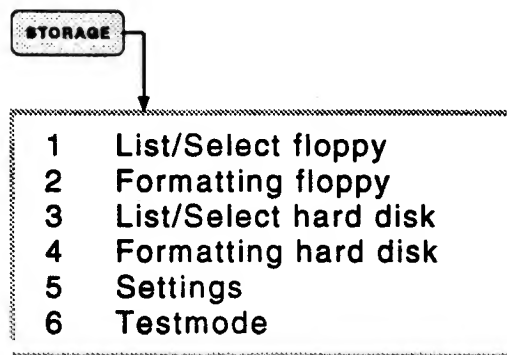 STORAGE
1 List/Select floppy
2 Formatting floppy
3 List/Select hard disk
4 Formatting hard disk
5 Settings
6 Testmode